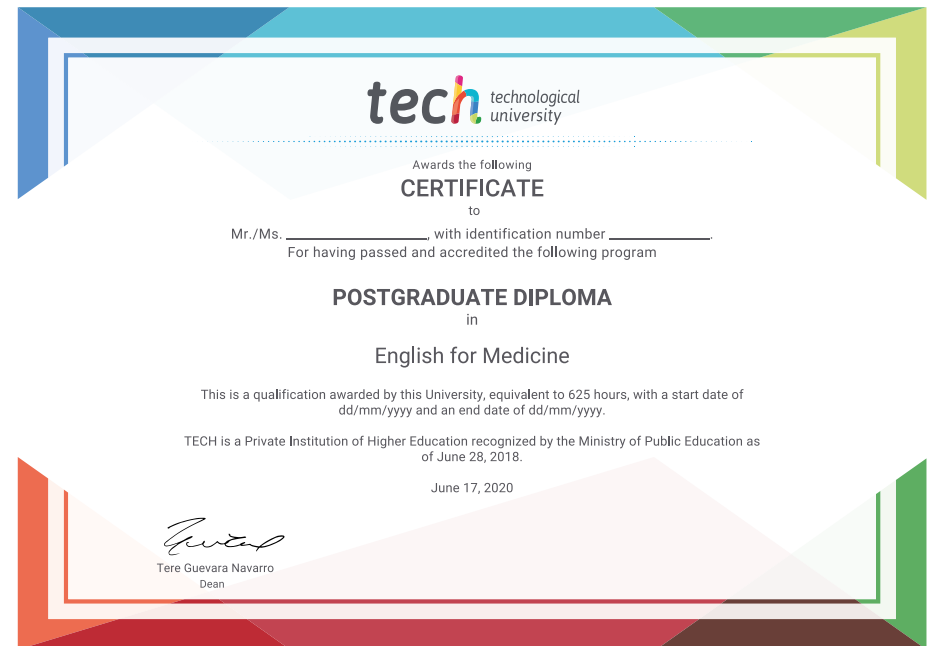 tech technological
university
Awards the following
CERTIFICATE
to
Mr./Ms. ____________________, with identification number ______________.
For having passed and accredited the following program
POSTGRADUATE DIPLOMA
in
English for Medicine
This is a qualification awarded by this University, equivalent to 625 hours, with a start date of
dd/mm/yyyy and an end date of dd/mm/yyyy.
TECH is a Private Institution of Higher Education recognized by the Ministry of Public Education as
of June 28, 2018.
June 17, 2020
Tere Guevara Navarro
Dean